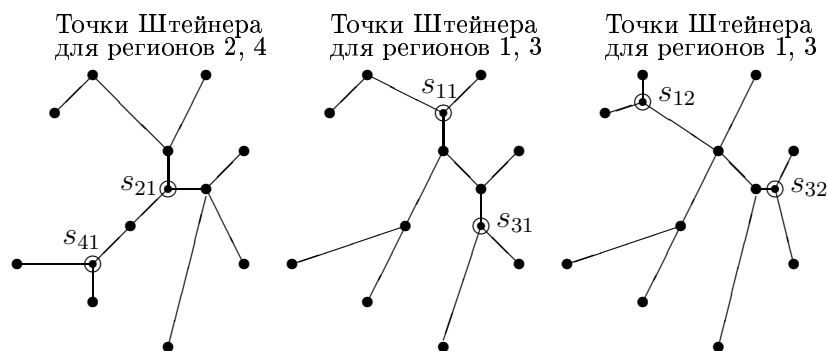 Точки Штейнера
для регионов 2, 4
Точки Штейнера
для регионов 1, 3
Точки Штейнера
для регионов 1, 3
s₁₁
s₁₂
s₂₁
s₃₂
s₄₁
s₃₁